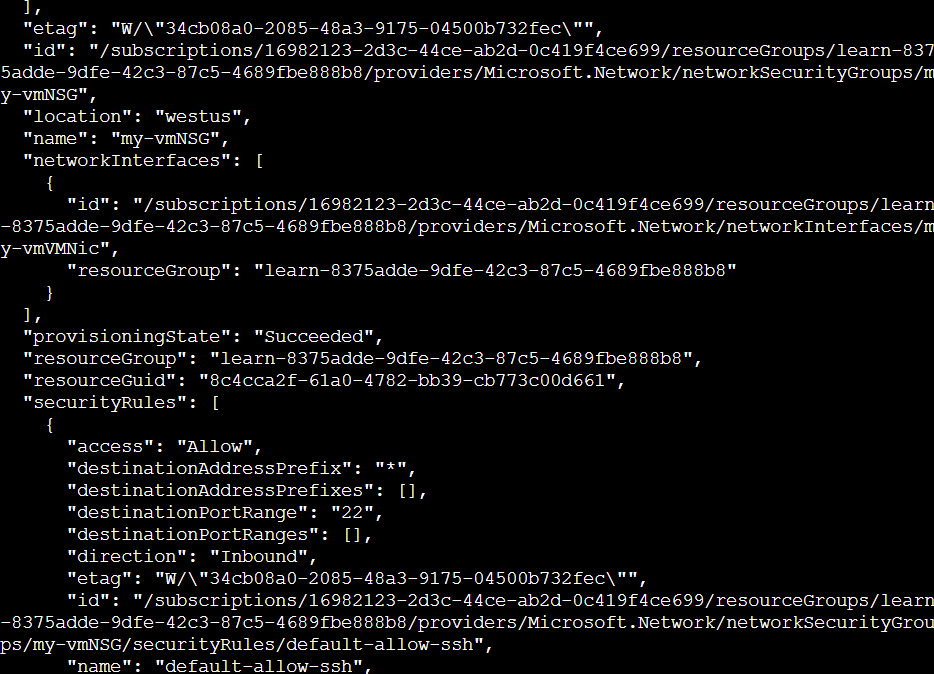 ],
  "etag": "W/\"34cb08a0-2085-48a3-9175-04500b732fec\"",
  "id": "/subscriptions/16982123-2d3c-44ce-ab2d-0c419f4ce699/resourceGroups/learn-837
5adde-9dfe-42c3-87c5-4689fbe888b8/providers/Microsoft.Network/networkSecurityGroups/m
y-vmNSG",
  "location": "westus",
  "name": "my-vmNSG",
  "networkInterfaces": [
    {
      "id": "/subscriptions/16982123-2d3c-44ce-ab2d-0c419f4ce699/resourceGroups/learn
-8375adde-9dfe-42c3-87c5-4689fbe888b8/providers/Microsoft.Network/networkInterfaces/m
y-vmVMNic",
      "resourceGroup": "learn-8375adde-9dfe-42c3-87c5-4689fbe888b8"
    }
  ],
  "provisioningState": "Succeeded",
  "resourceGroup": "learn-8375adde-9dfe-42c3-87c5-4689fbe888b8",
  "resourceGuid": "8c4cca2f-61a0-4782-bb39-cb773c00d661",
  "securityRules": [
    {
      "access": "Allow",
      "destinationAddressPrefix": "*",
      "destinationAddressPrefixes": [],
      "destinationPortRange": "22",
      "destinationPortRanges": [],
      "direction": "Inbound",
      "etag": "W/\"34cb08a0-2085-48a3-9175-04500b732fec\"",
      "id": "/subscriptions/16982123-2d3c-44ce-ab2d-0c419f4ce699/resourceGroups/learn
-8375adde-9dfe-42c3-87c5-4689fbe888b8/providers/Microsoft.Network/networkSecurityGrou
ps/my-vmNSG/securityRules/default-allow-ssh",
      "name": "default-allow-ssh",